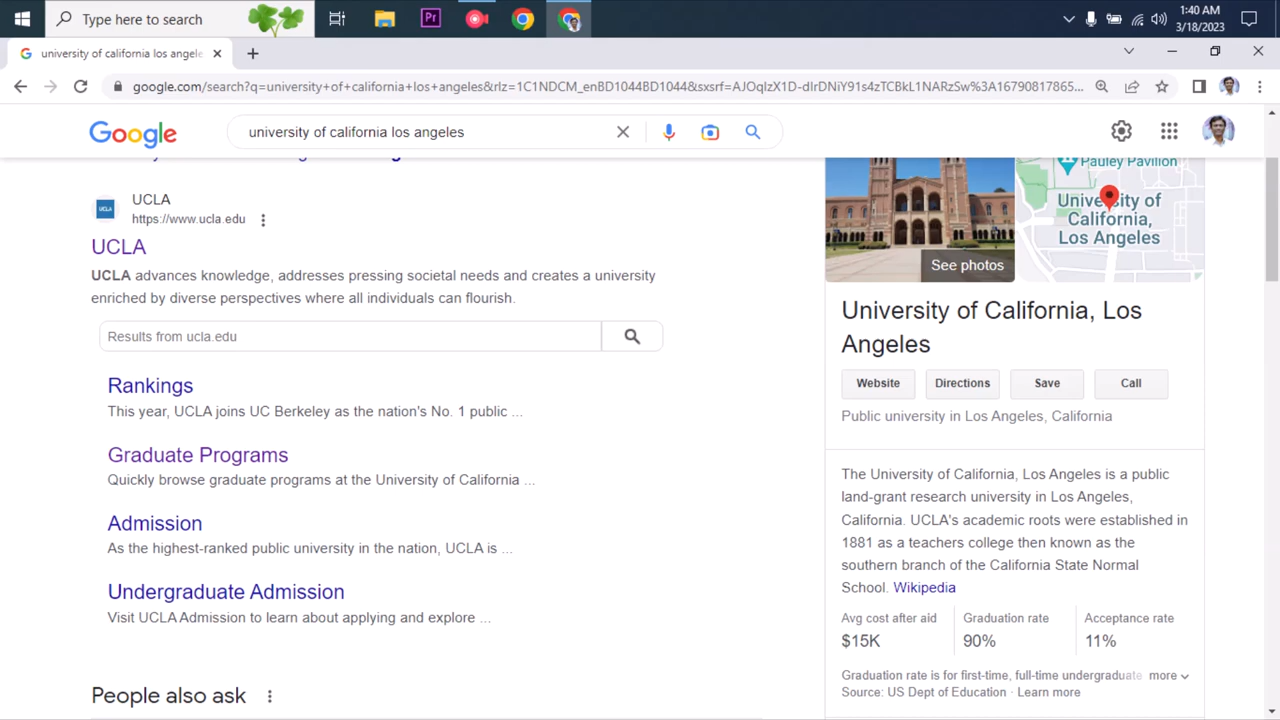 Type here to search
Pr
1:40 AM
3/18/2023
university of california los angele
google.com/search?q=university+of+california+los+angeles&rlz=1C1NDCM_enBD1044BD1044&sxsrf=AJOqlzX1D-dIrDNiY91s4zTCBkL1NARzSw%3A16790817865...
Google
university of california los angeles
UCLA
UCLA
https://www.ucla.edu
UCLA
UCLA advances knowledge, addresses pressing societal needs and creates a university
enriched by diverse perspectives where all individuals can flourish.
Results from ucla.edu
Rankings
This year, UCLA joins UC Berkeley as the nation's No. 1 public ...
Graduate Programs
Quickly browse graduate programs at the University of California ...
Admission
As the highest-ranked public university in the nation, UCLA is ...
Undergraduate Admission
Visit UCLA Admission to learn about applying and explore ...
People also ask
See photos
Pauley Pavilion
University of
California,
Los Angeles
University of California, Los
Angeles
Website
Directions
Save
Call
Public university in Los Angeles, California
The University of California, Los Angeles is a public
land-grant research university in Los Angeles,
California. UCLA's academic roots were established in
1881 as a teachers college then known as the
southern branch of the California State Normal
School. Wikipedia
Avg cost after aid
Graduation rate
Acceptance rate
$15K
90%
11%
Graduation rate is for first-time, full-time undergraduate more
Source: US Dept of Education · Learn more